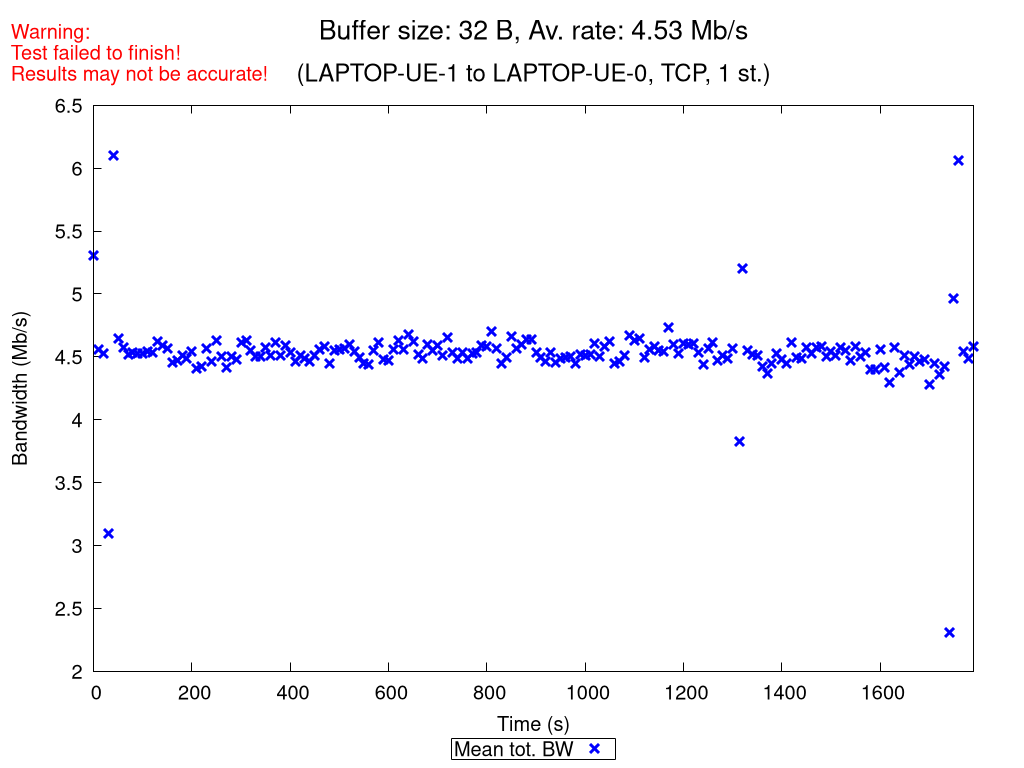 Warning:
Test failed to finish!
Results may not be accurate!
Buffer size: 32 B, Av. rate: 4.53 Mb/s
(LAPTOP-UE-1 to LAPTOP-UE-0, TCP, 1 st.)
6.5
6
5.5
5
4.5
4
3.5
3
2.5
2
Bandwidth (Mb/s)
0 200 400 600 800 1000 1200 1400 1600
Time (s)
Mean tot. BW